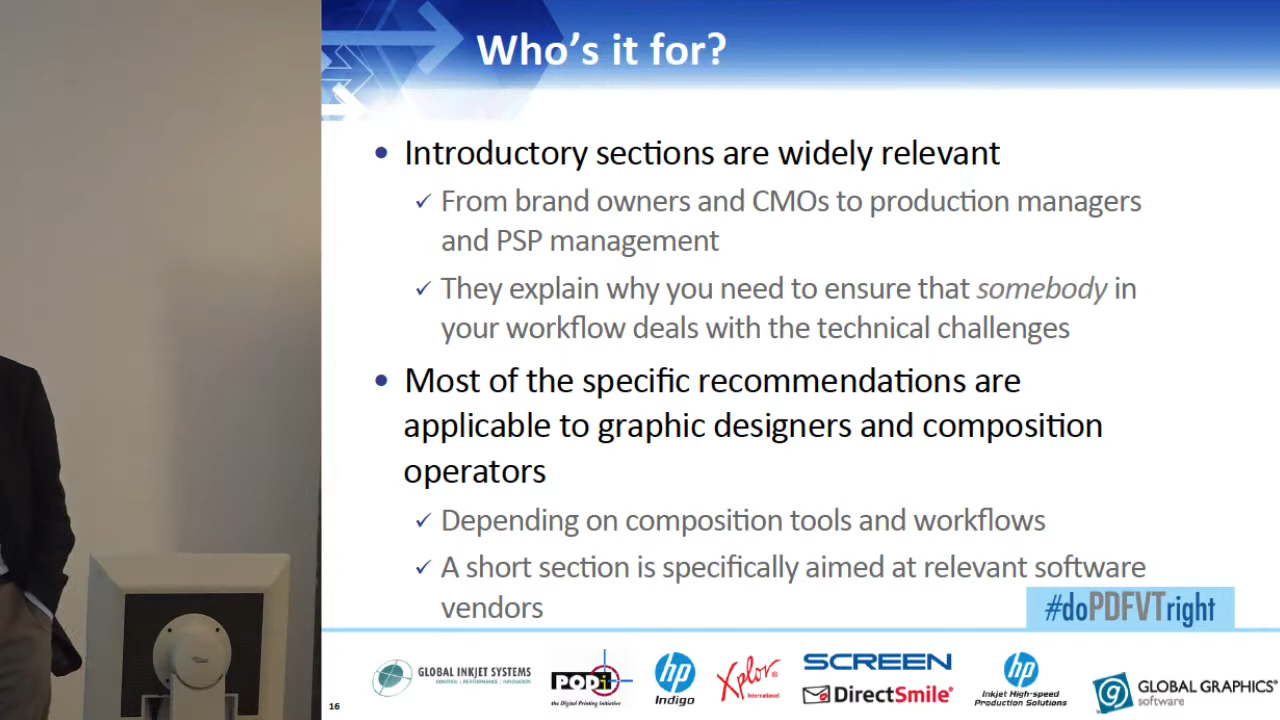 Who's it for?
• Introductory sections are widely relevant
✓ From brand owners and CMOs to production managers
and PSP management
✓ They explain why you need to ensure that somebody in
your workflow deals with the technical challenges
• Most of the specific recommendations are
applicable to graphic designers and composition
operators
✓ Depending on composition tools and workflows
✓ A short section is specifically aimed at relevant software
vendors
#doPDFVTright
GLOBAL INKJET SYSTEMS
CONTROL | PERFORMANCE | INNOVATION
PODi
the Digital Printing Initiative
hp
Indigo
Xplor
International
SCREEN
DirectSmile
hp
Inkjet High-speed
Production Solutions
GLOBAL GRAPHICS
software
16